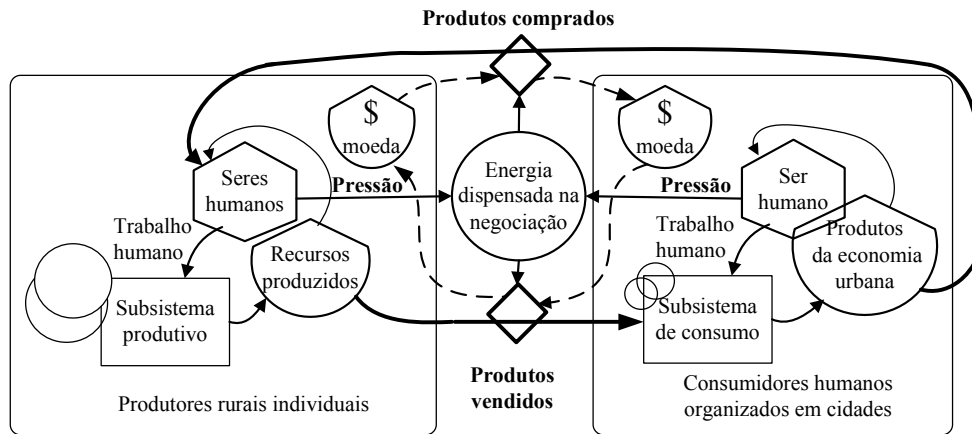 Produtos comprados
$
moeda
$
moeda
Energia
dispensada na
negociação
Seres
humanos
Pressão
Pressão
Ser
humano
Trabalho
humano
Recursos
produzidos
Trabalho
humano
Produtos
da economia
urbana
Subsistema
produtivo
Subsistema
de consumo
Produtos
vendidos
Produtores rurais individuais
Consumidores humanos
organizados em cidades